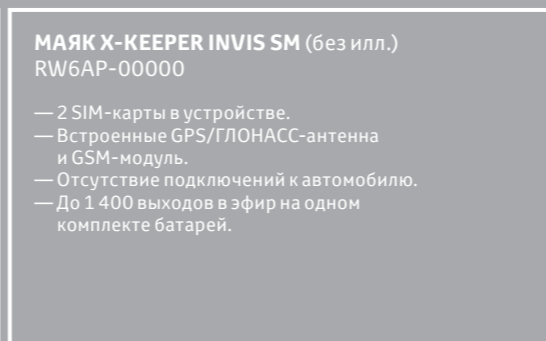 МАЯК X-KEEPER INVIS SM (без илл.)
RW6AP-00000
— 2 SIM-карты в устройстве.
— Встроенные GPS/ГЛОНАСС-антенна
и GSM-модуль.
— Отсутствие подключений к автомобилю.
— До 1 400 выходов в эфир на одном
комплекте батарей.